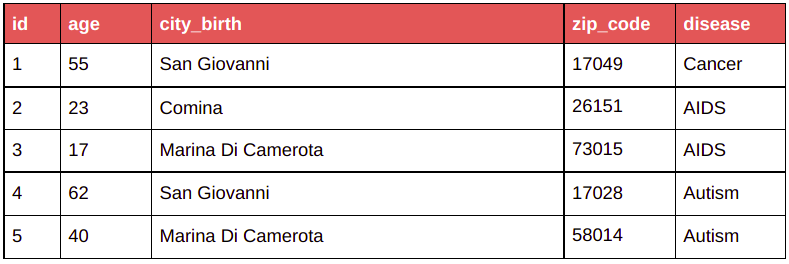 id age city_birth zip_code disease
1 55 San Giovanni 17049 Cancer
2 23 Comina 26151 AIDS
3 17 Marina Di Camerota 73015 AIDS
4 62 San Giovanni 17028 Autism
5 40 Marina Di Camerota 58014 Autism